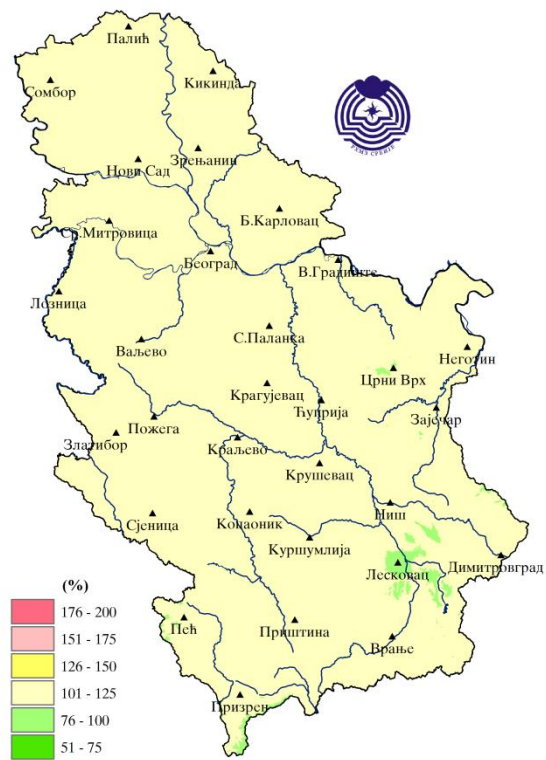 Палић
Сомбор
Кикинда
РХМЗ СРБИЈЕ
Зрењанин
Нови Сад
Б.Карловац
Ср.Митровица
Београд
В.Градиште
Лозница
С.Паланка
Ваљево
Неготин
Црни Врх
Крагујевац
Ћуприја
Зајечар
Пожега
Златибор
Краљево
Крушевац
Ниш
Сјеница
Копаоник
Куршумлија
Димитровград
Лесковац
(%)
176 - 200
151 - 175
126 - 150
101 - 125
76 - 100
51 - 75
Пећ
Приштина
Врање
Призрен